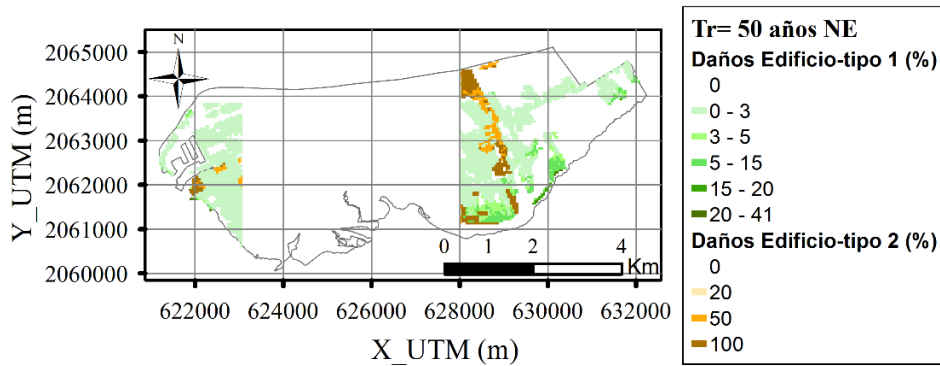 N
2065000
2064000
2063000
2062000
2061000
2060000
Y_UTM (m)
0 1 2 4
Km
622000 624000 626000 628000 630000 632000
X_UTM (m)
Tr= 50 años NE
Daños Edificio-tipo 1 (%)
0
0 - 3
3 - 5
5 - 15
15 - 20
20 - 41
Daños Edificio-tipo 2 (%)
0
20
50
100